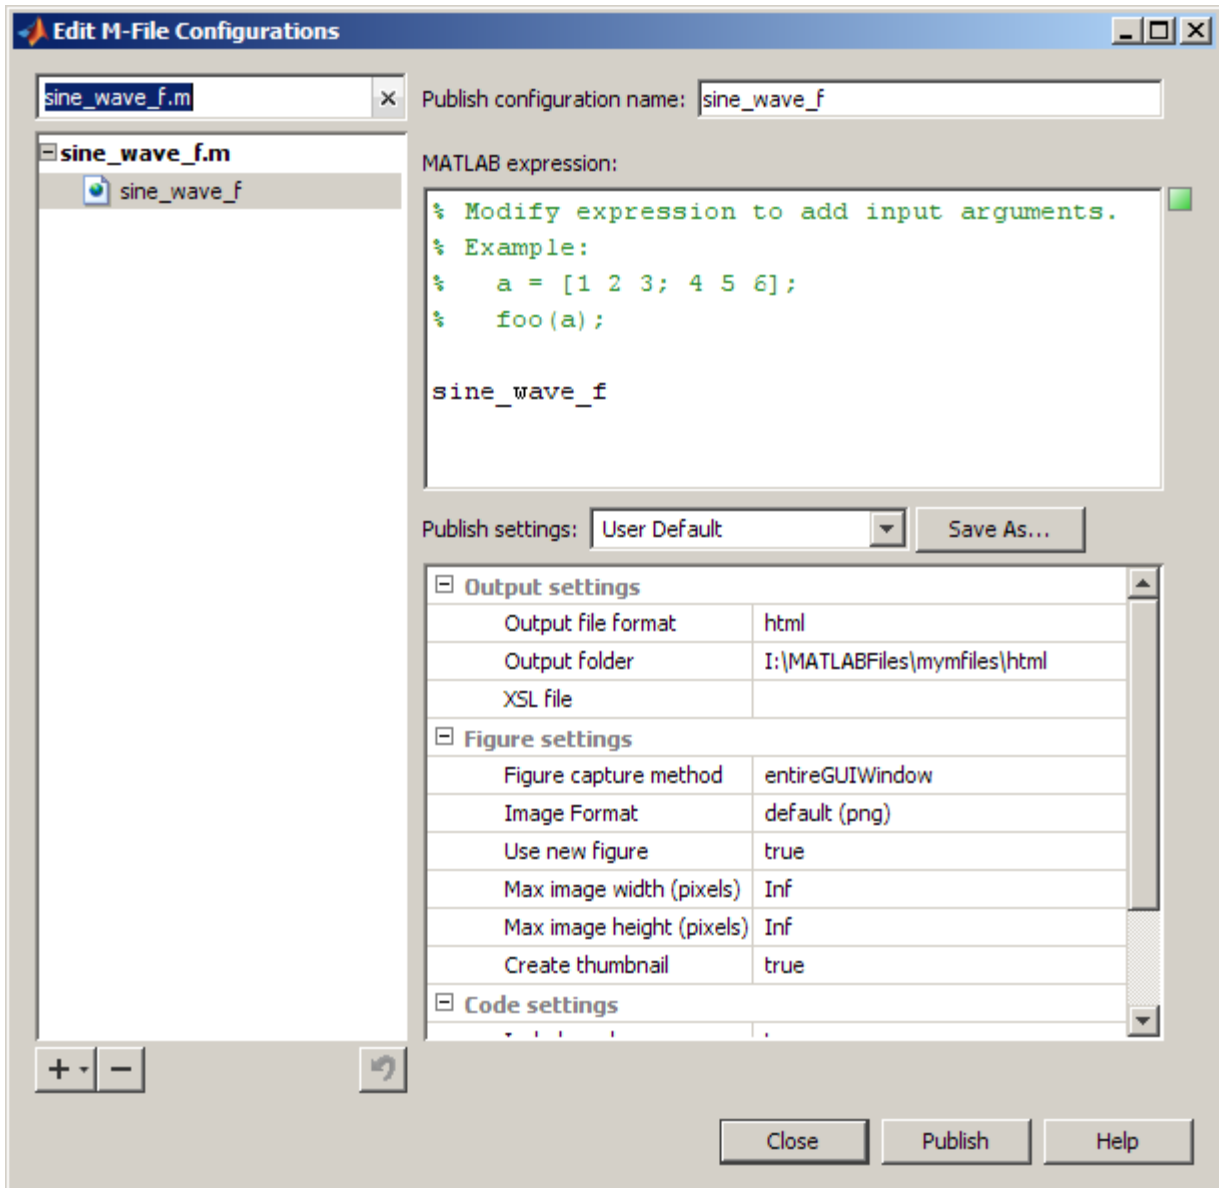 Edit M-File Configurations
sine_wave_f.m
Publish configuration name: sine_wave_f
sine_wave_f.m
sine_wave_f
MATLAB expression:
% Modify expression to add input arguments.
% Example:
%   a = [1 2 3; 4 5 6];
%   foo(a);
sine_wave_f
Publish settings: User Default Save As...
Output settings
Output file format html
Output folder I:\MATLABFiles\mymfiles\html
XSL file
Figure settings
Figure capture method entireGUIWindow
Image Format default (png)
Use new figure true
Max image width (pixels) Inf
Max image height (pixels) Inf
Create thumbnail true
Code settings
Close Publish Help